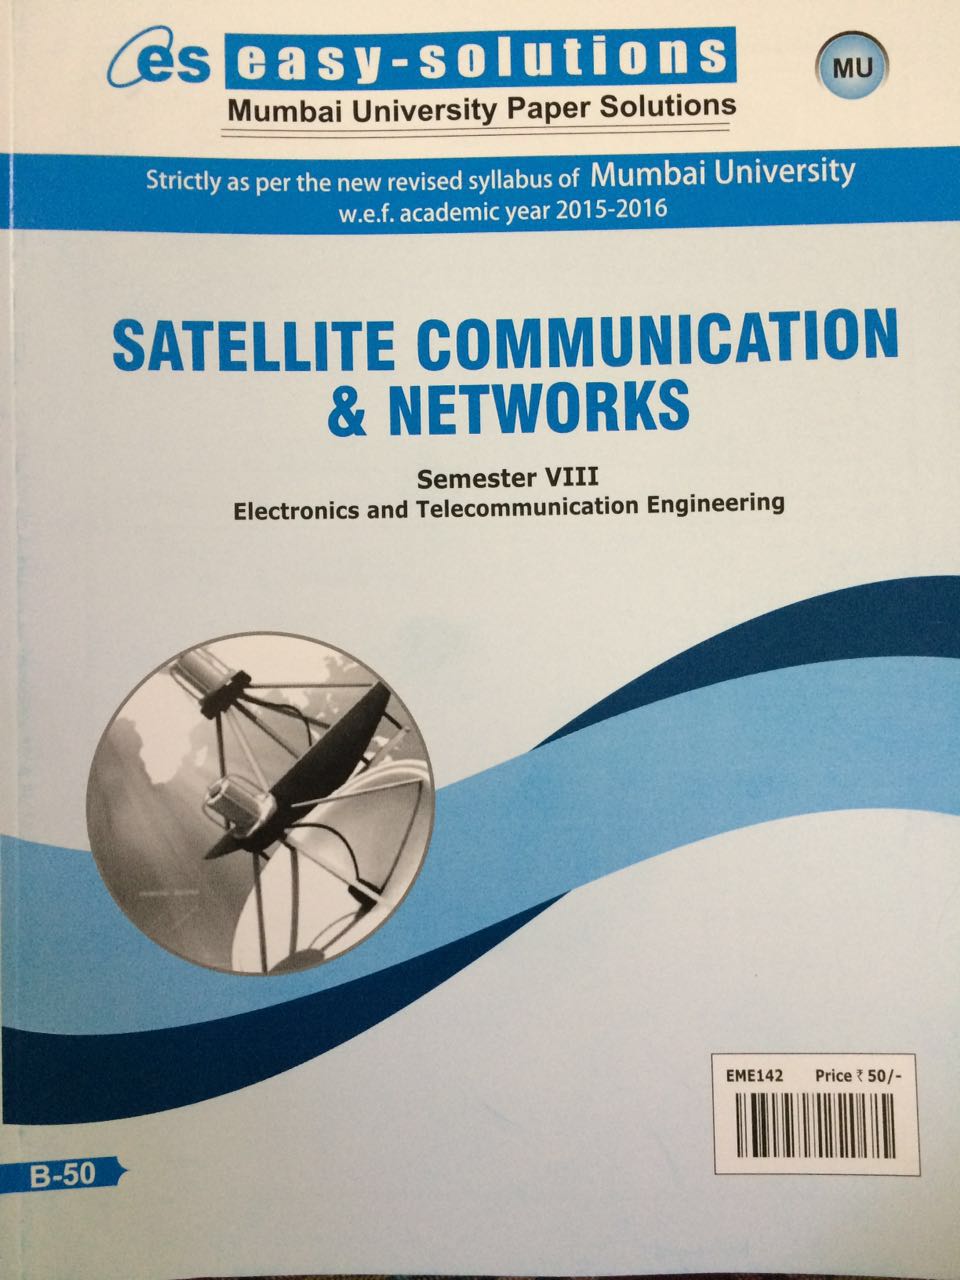 es easy-solutions
MU
Mumbai University Paper Solutions
Strictly as per the new revised syllabus of Mumbai University
w.e.f. academic year 2015-2016
SATELLITE COMMUNICATION
& NETWORKS
Semester VIII
Electronics and Telecommunication Engineering
EME142 Price ₹ 50/-
B-50